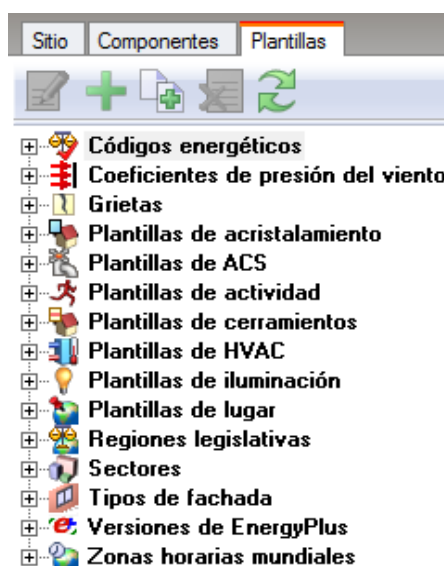 Sitio Componentes Plantillas
Códigos energéticos
Coeficientes de presión del viento
Grietas
Plantillas de acristalamiento
Plantillas de ACS
Plantillas de actividad
Plantillas de cerramientos
Plantillas de HVAC
Plantillas de iluminación
Plantillas de lugar
Regiones legislativas
Sectores
Tipos de fachada
Versiones de EnergyPlus
Zonas horarias mundiales